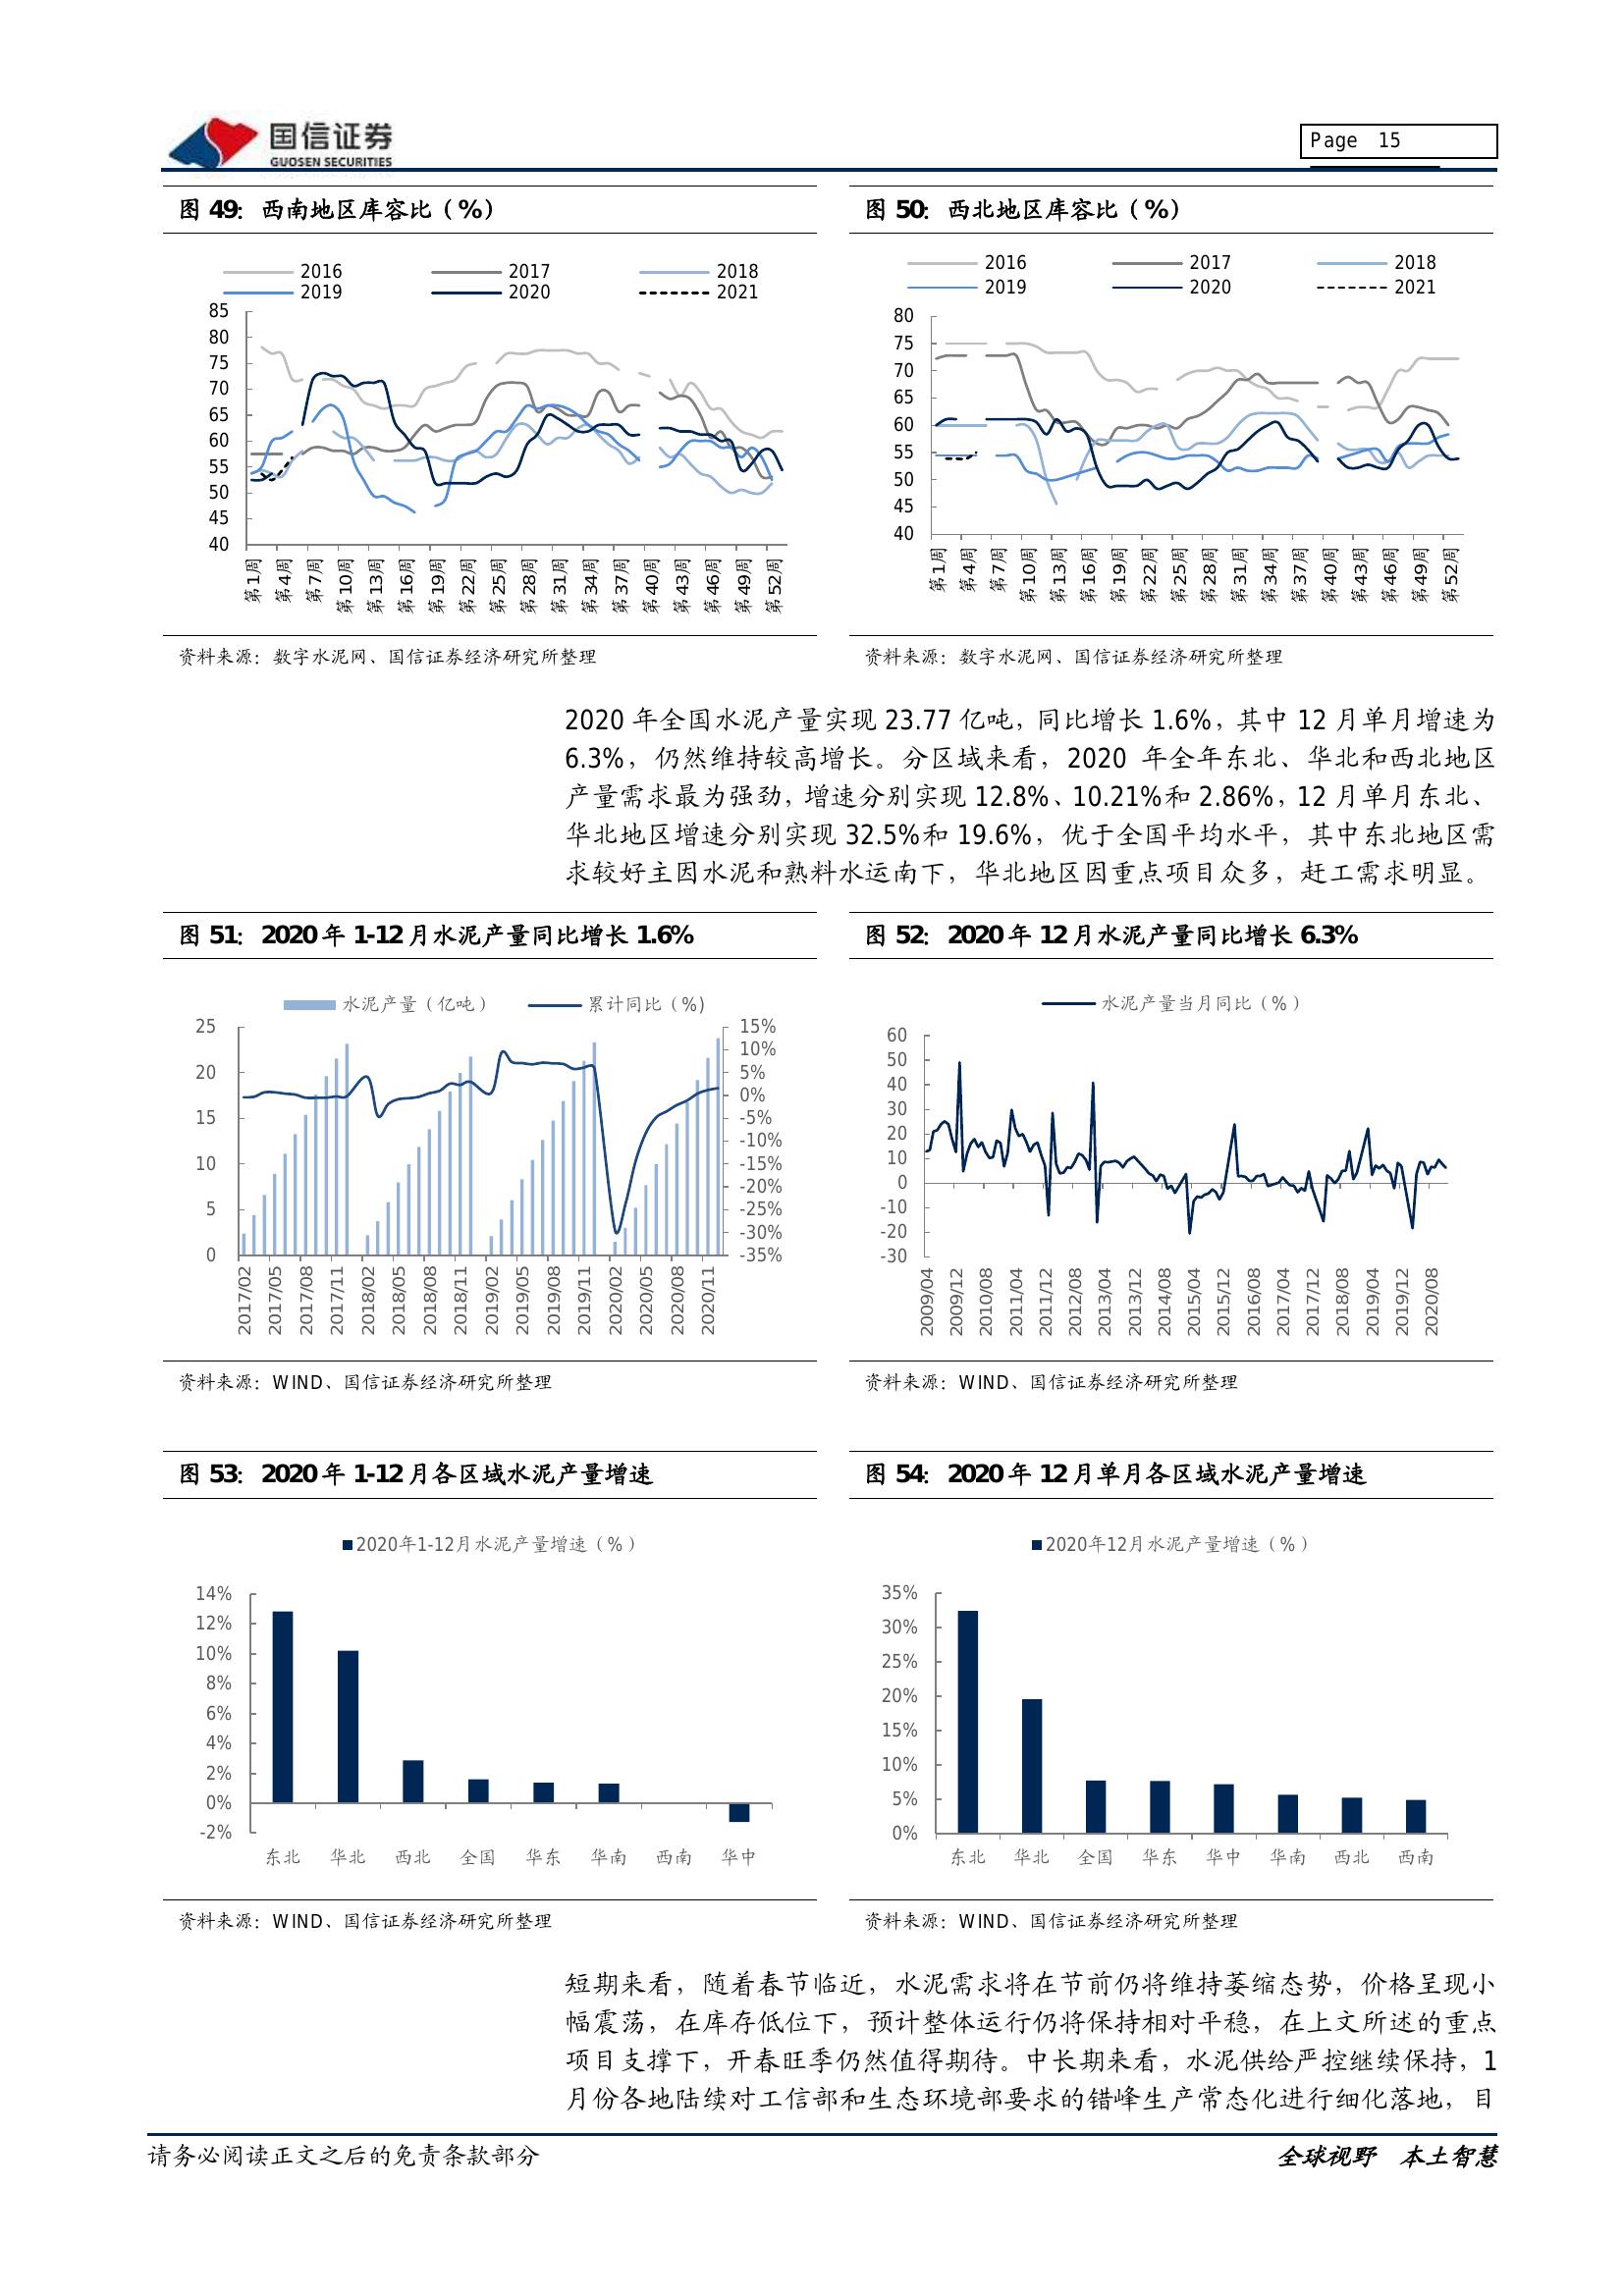 国信证券
GUOSEN SECURITIES
Page 15
图 49：西南地区库容比（%）
2016 2017 2018
2019 2020 2021
85
80
75
70
65
60
55
50
45
40
第1周 第4周 第7周 第10周 第13周 第16周 第19周 第22周 第25周 第28周 第31周 第34周 第37周 第40周 第43周 第46周 第49周 第52周
资料来源：数字水泥网、国信证券经济研究所整理
图 50：西北地区库容比（%）
2016 2017 2018
2019 2020 2021
80
75
70
65
60
55
50
45
40
第1周 第4周 第7周 第10周 第13周 第16周 第19周 第22周 第25周 第28周 第31周 第34周 第37周 第40周 第43周 第46周 第49周 第52周
资料来源：数字水泥网、国信证券经济研究所整理
2020 年全国水泥产量实现 23.77 亿吨，同比增长 1.6%，其中 12 月单月增速为
6.3%，仍然维持较高增长。分区域来看，2020 年全年东北、华北和西北地区
产量需求最为强劲，增速分别实现 12.8%、10.21%和 2.86%，12 月单月东北、
华北地区增速分别实现 32.5%和 19.6%，优于全国平均水平，其中东北地区需
求较好主因水泥和熟料水运南下，华北地区因重点项目众多，赶工需求明显。
图 51：2020 年 1-12 月水泥产量同比增长 1.6%
水泥产量（亿吨） 累计同比（%）
25
20
15
10
5
0
15%
10%
5%
0%
-5%
-10%
-15%
-20%
-25%
-30%
-35%
2017/02 2017/05 2017/08 2017/11 2018/02 2018/05 2018/08 2018/11 2019/02 2019/05 2019/08 2019/11 2020/02 2020/05 2020/08 2020/11
资料来源：WIND、国信证券经济研究所整理
图 52：2020 年 12 月水泥产量同比增长 6.3%
水泥产量当月同比（%）
60
50
40
30
20
10
0
-10
-20
-30
2009/04 2009/12 2010/08 2011/04 2011/12 2012/08 2013/04 2013/12 2014/08 2015/04 2015/12 2016/08 2017/04 2017/12 2018/08 2019/04 2019/12 2020/08
资料来源：WIND、国信证券经济研究所整理
图 53：2020 年 1-12 月各区域水泥产量增速
2020年1-12月水泥产量增速（%）
14%
12%
10%
8%
6%
4%
2%
0%
-2%
东北 华北 西北 全国 华东 华南 西南 华中
资料来源：WIND、国信证券经济研究所整理
图 54：2020 年 12 月单月各区域水泥产量增速
2020年12月水泥产量增速（%）
35%
30%
25%
20%
15%
10%
5%
0%
东北 华北 全国 华东 华中 华南 西北 西南
资料来源：WIND、国信证券经济研究所整理
短期来看，随着春节临近，水泥需求将在节前仍将维持萎缩态势，价格呈现小
幅震荡，在库存低位下，预计整体运行仍将保持相对平稳，在上文所述的重点
项目支撑下，开春旺季仍然值得期待。中长期来看，水泥供给严控继续保持，1
月份各地陆续对工信部和生态环境部要求的错峰生产常态化进行细化落地，目
请务必阅读正文之后的免责条款部分
全球视野 本土智慧